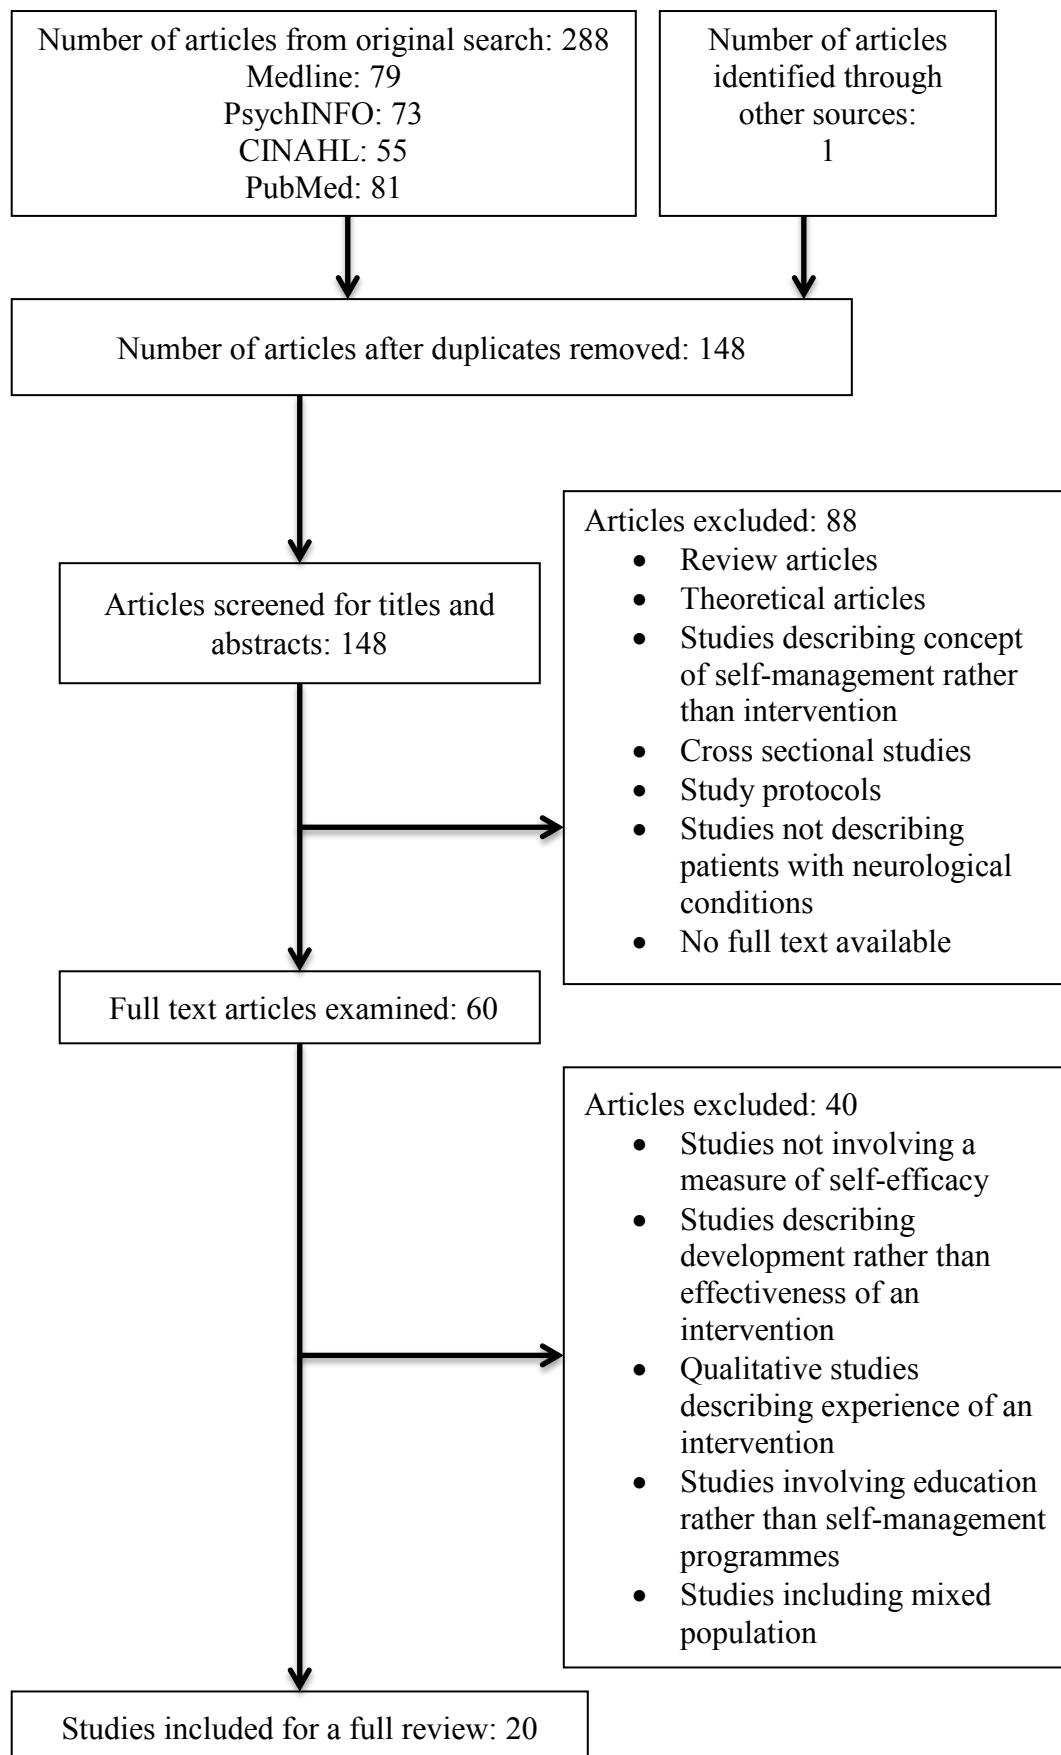 Number of articles from original search: 288
Medline: 79
PsychINFO: 73
CINAHL: 55
PubMed: 81
Number of articles
identified through
other sources:
1
Number of articles after duplicates removed: 148
Articles screened for titles and
abstracts: 148
Articles excluded: 88
• Review articles
• Theoretical articles
• Studies describing concept
of self-management rather
than intervention
• Cross sectional studies
• Study protocols
• Studies not describing
patients with neurological
conditions
• No full text available
Full text articles examined: 60
Articles excluded: 40
• Studies not involving a
measure of self-efficacy
• Studies describing
development rather than
effectiveness of an
intervention
• Qualitative studies
describing experience of an
intervention
• Studies involving education
rather than self-management
programmes
• Studies including mixed
population
Studies included for a full review: 20